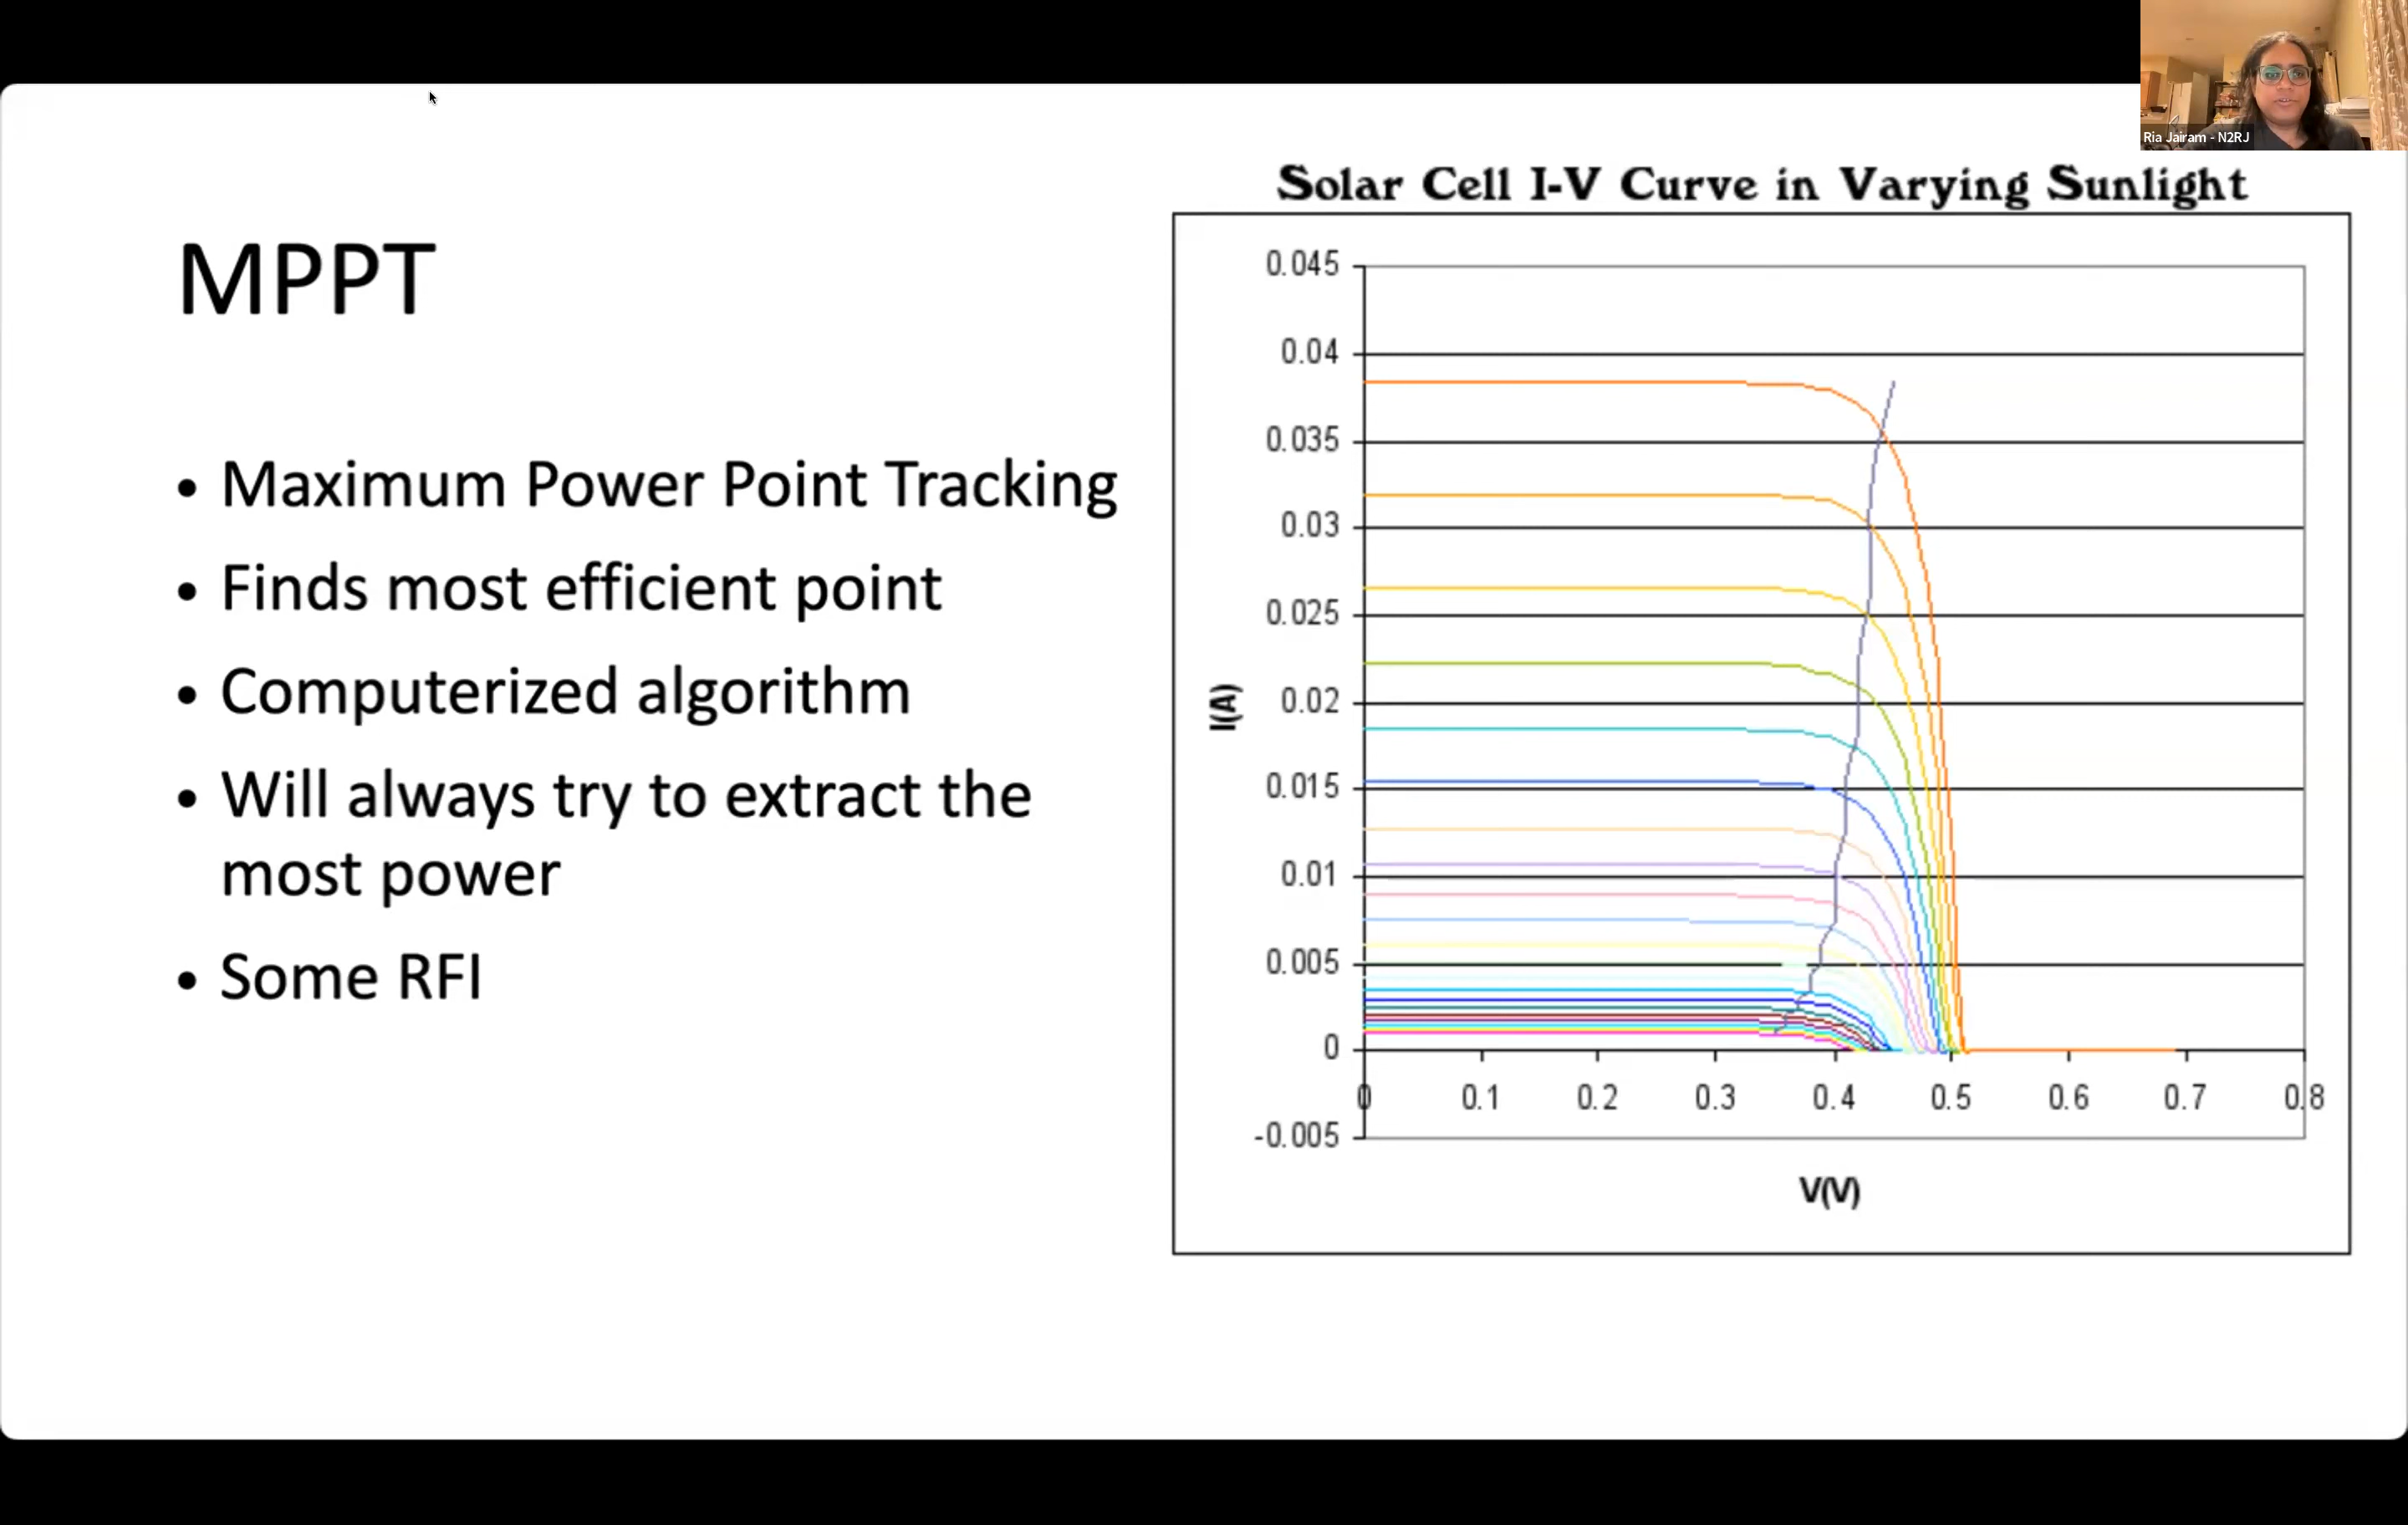 Ria Jairam - N2RJ
MPPT
• Maximum Power Point Tracking
• Finds most efficient point
• Computerized algorithm
• Will always try to extract the
most power
• Some RFI
Solar Cell I-V Curve in Varying Sunlight
0.045
0.04
0.035
0.03
0.025
0.02
0.015
0.01
0.005
0
-0.005
I(A)
0 0.1 0.2 0.3 0.4 0.5 0.6 0.7 0.8
V(V)